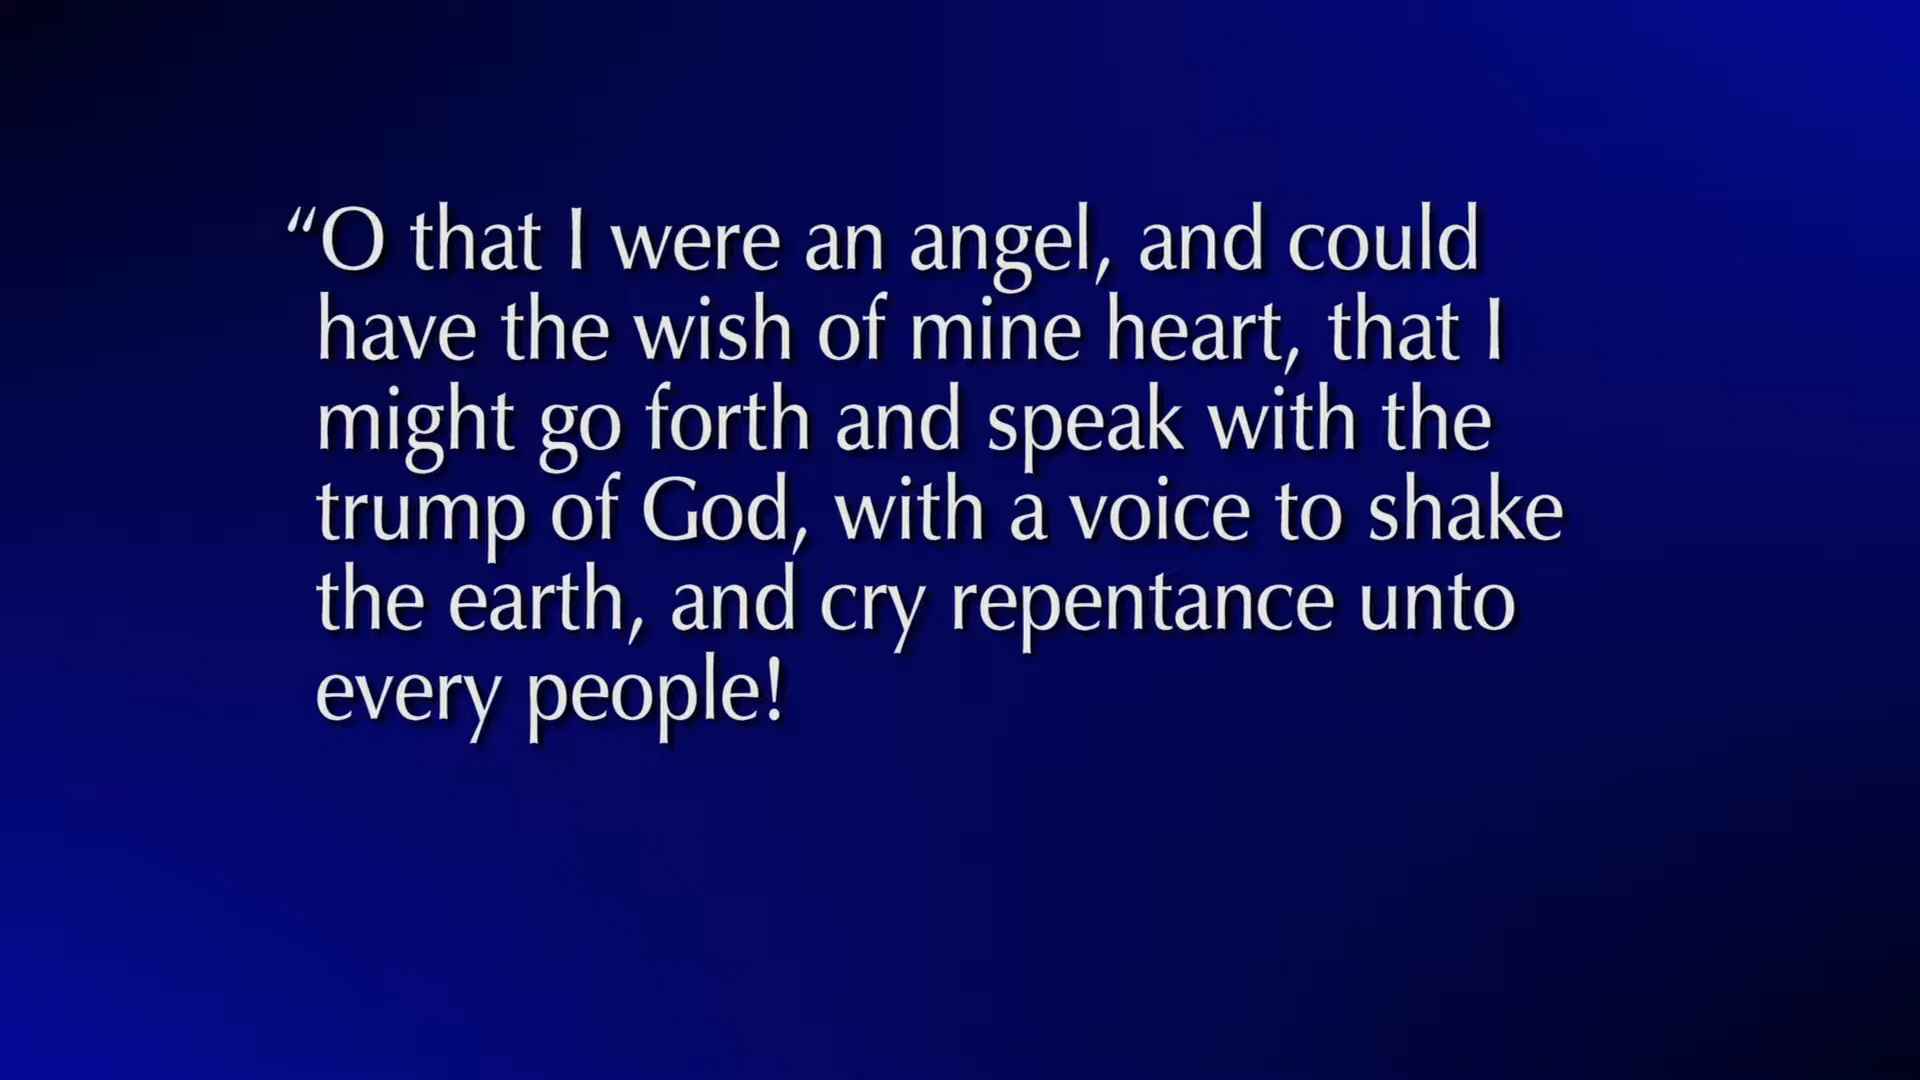 “O that I were an angel, and could
have the wish of mine heart, that I
might go forth and speak with the
trump of God, with a voice to shake
the earth, and cry repentance unto
every people!